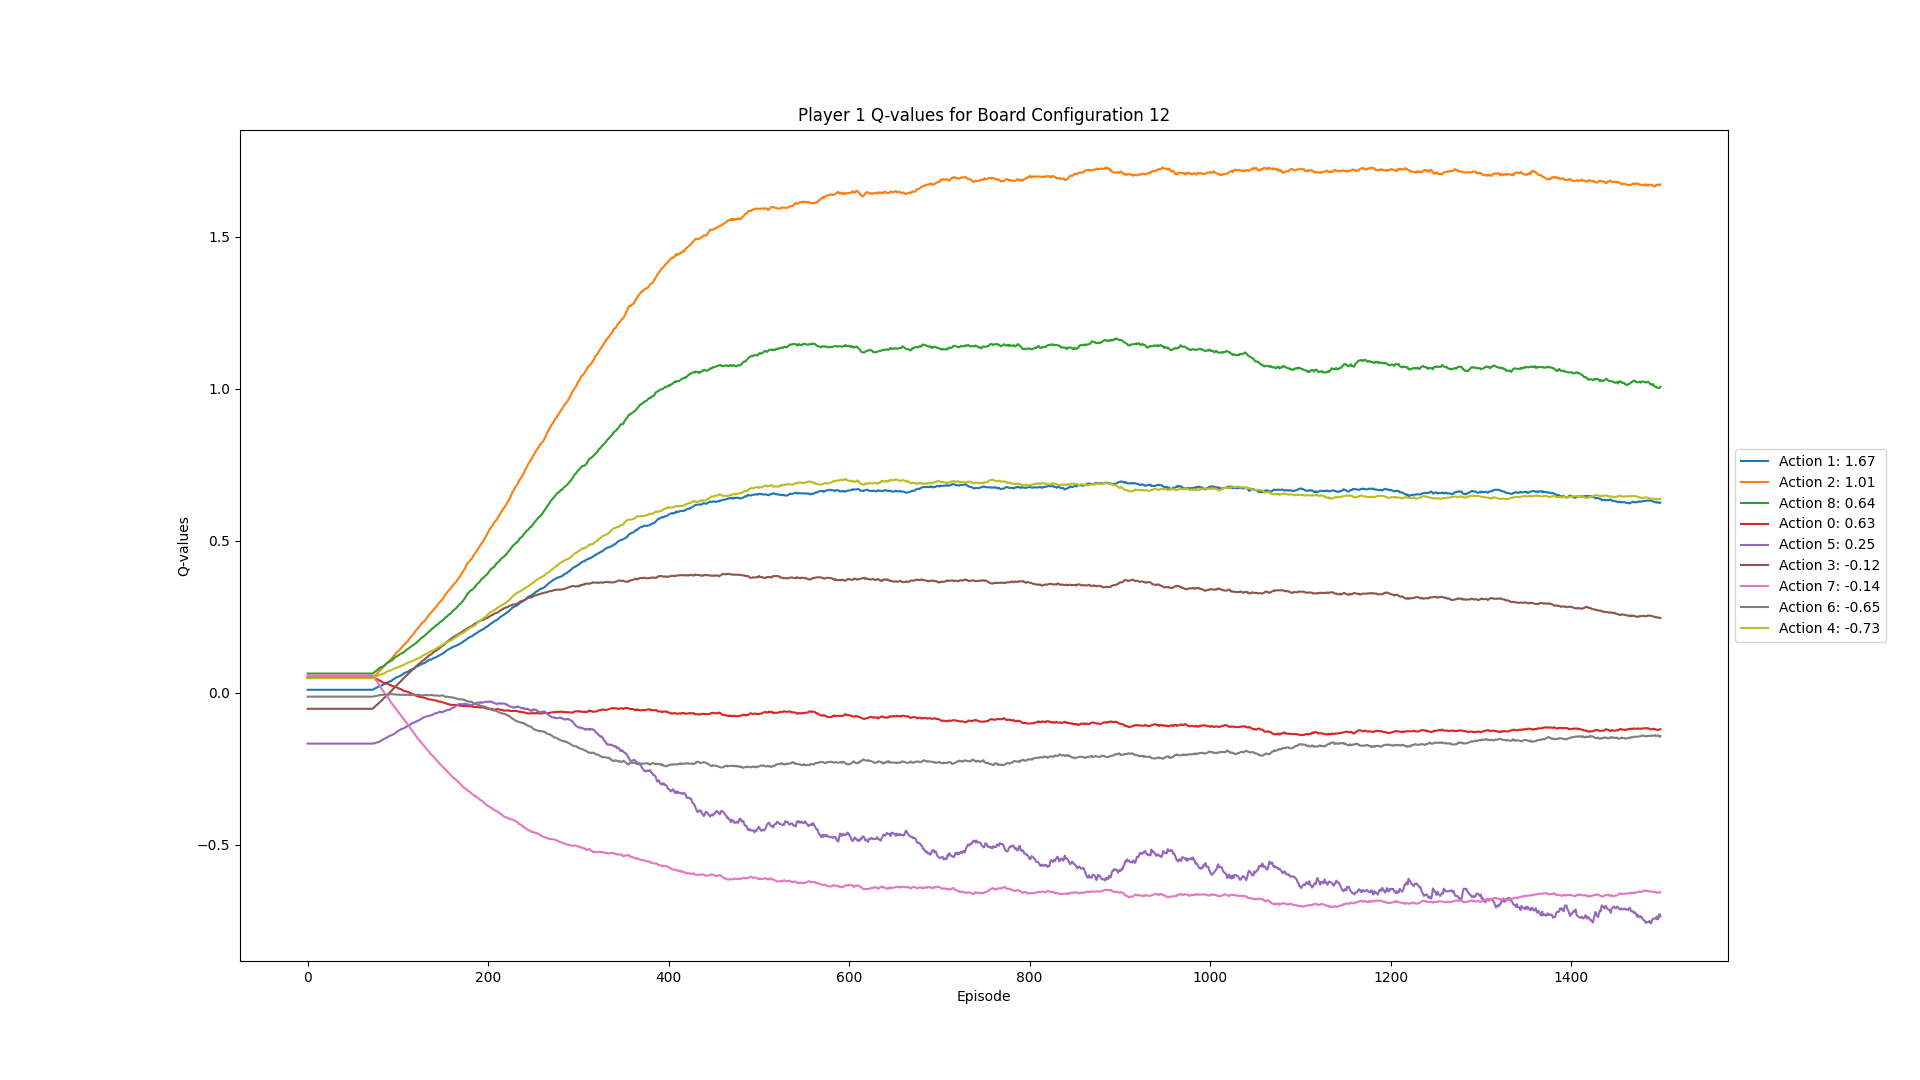 Player 1 Q-values for Board Configuration 12
Q-values
1.5
1.0
0.5
0.0
−0.5
0 200 400 600 800 1000 1200 1400
Episode
Action 1: 1.67
Action 2: 1.01
Action 8: 0.64
Action 0: 0.63
Action 5: 0.25
Action 3: -0.12
Action 7: -0.14
Action 6: -0.65
Action 4: -0.73